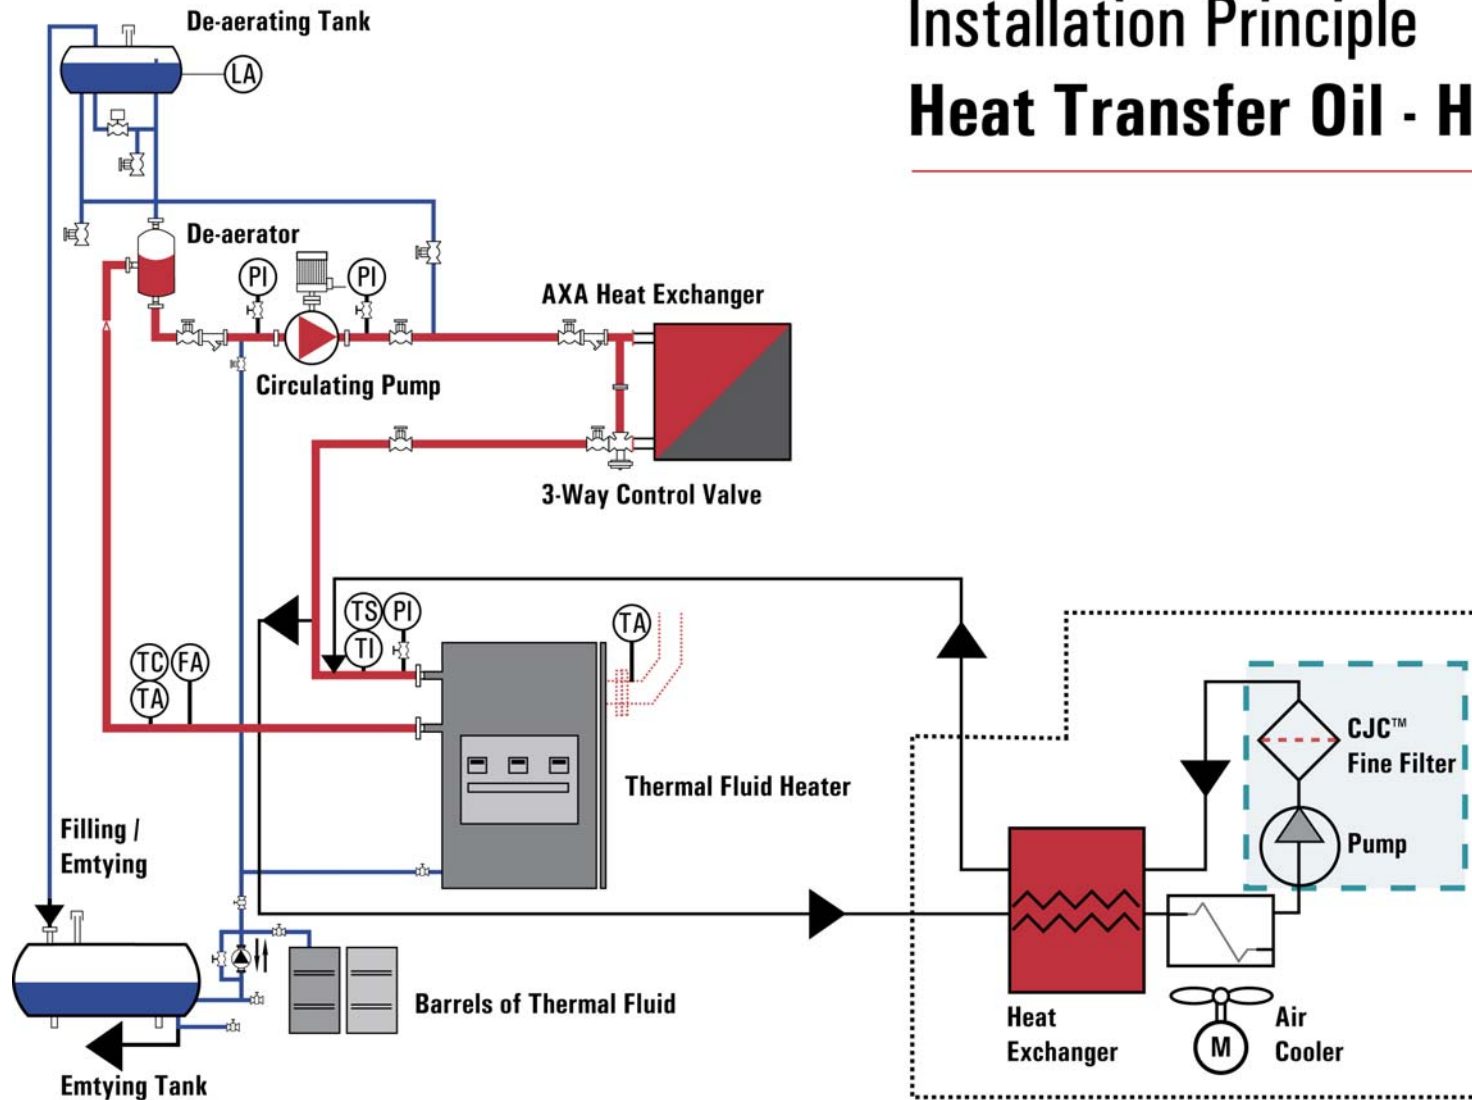 Installation Principle
Heat Transfer Oil - H
De-aerating Tank
LA
De-aerator
PI
PI
AXA Heat Exchanger
Circulating Pump
3-Way Control Valve
TS
PI
TI
TA
TC
FA
TA
CJC™
Fine Filter
Thermal Fluid Heater
Pump
Filling /
Emtying
Barrels of Thermal Fluid
Heat
Exchanger
M
Air
Cooler
Emtying Tank